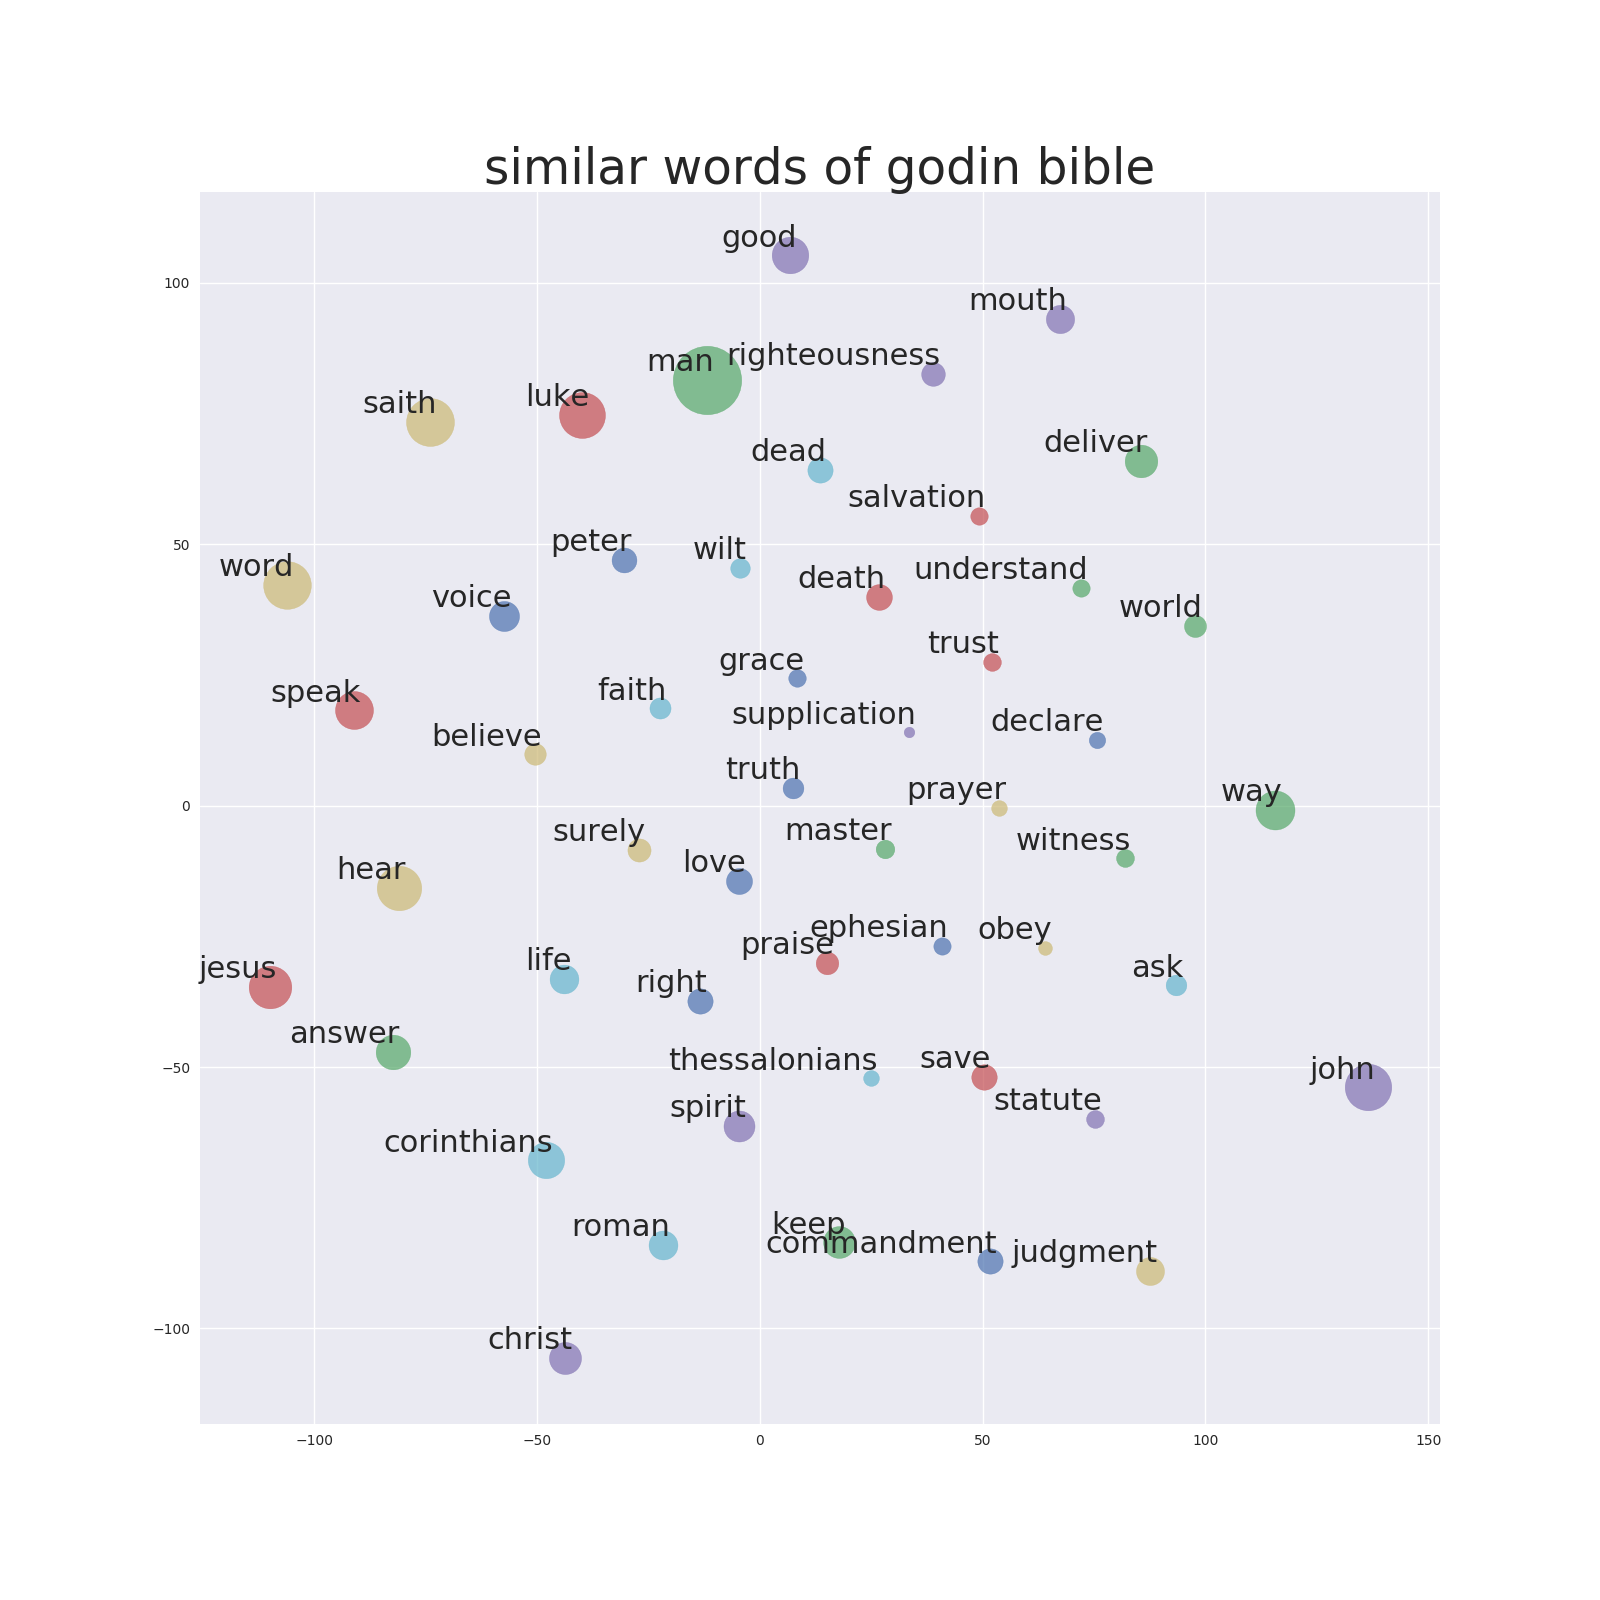 similar words of godin bible
good
100
mouth
man
righteousness
luke
saith
deliver
dead
salvation
50
peter
wilt
word
understand
death
voice
world
trust
grace
speak
faith
supplication
declare
believe
truth
0
prayer
way
surely
master
witness
love
hear
ephesian
obey
praise
life
jesus
ask
right
answer
−50
thessalonians
save
john
statute
spirit
corinthians
roman
keep
commandment
judgment
−100
christ
−100
−50
0
50
100
150